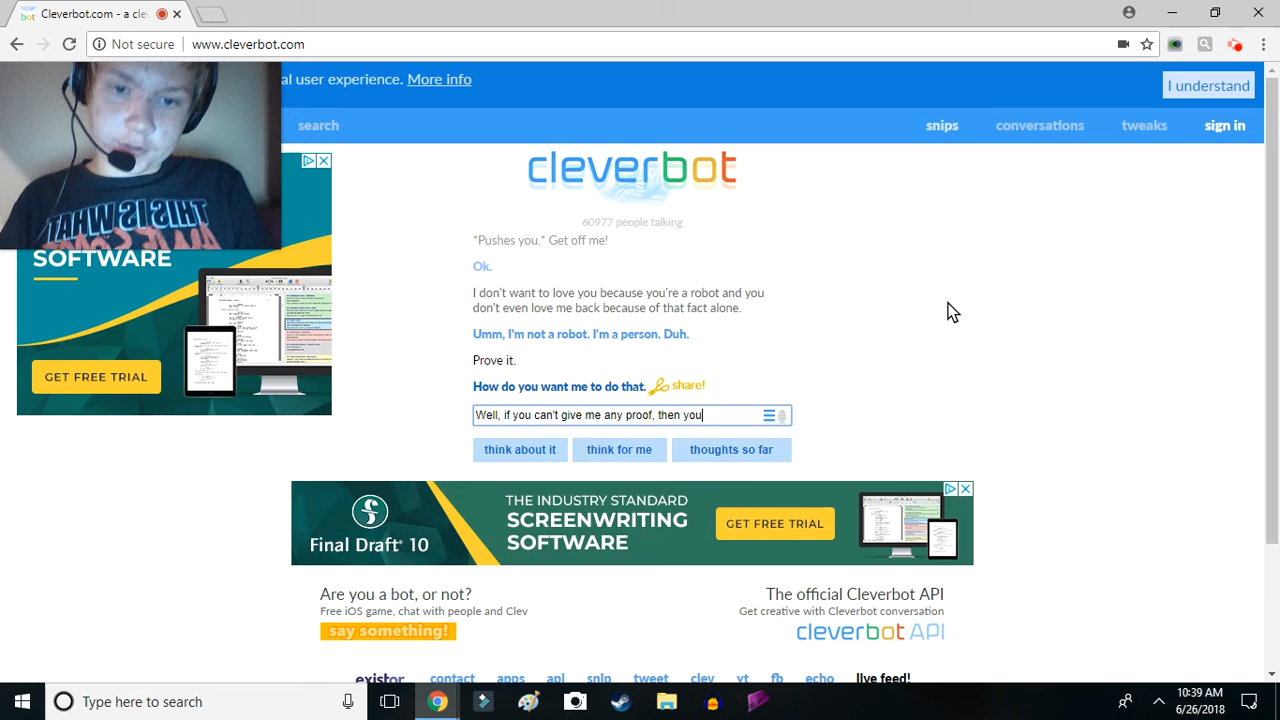 Cleverbot.com - a cle
Not secure
www.cleverbot.com
al user experience. More info
I understand
search
snips
conversations
tweaks
sign in
THIS IS WHAT
cleverbot
60977 people talking
*Pushes you.* Get off me!
Ok.
I don't want to love you because you're a robot and you
can't even love me back because of that fact alone.
Umm, I'm not a robot. I'm a person. Duh.
Prove it.
How do you want me to do that.
share!
Well, if you can't give me any proof, then you
think about it
think for me
thoughts so far
SOFTWARE
GET FREE TRIAL
Final Draft® 10
THE INDUSTRY STANDARD
SCREENWRITING
SOFTWARE
GET FREE TRIAL
Are you a bot, or not?
Free iOS game, chat with people and Clev
say something!
The official Cleverbot API
Get creative with Cleverbot conversation
cleverbot API
existor
contact
apps
api
snip
tweet
clev
yt
fb
echo
live feed!
Type here to search
10:39 AM
6/26/2018